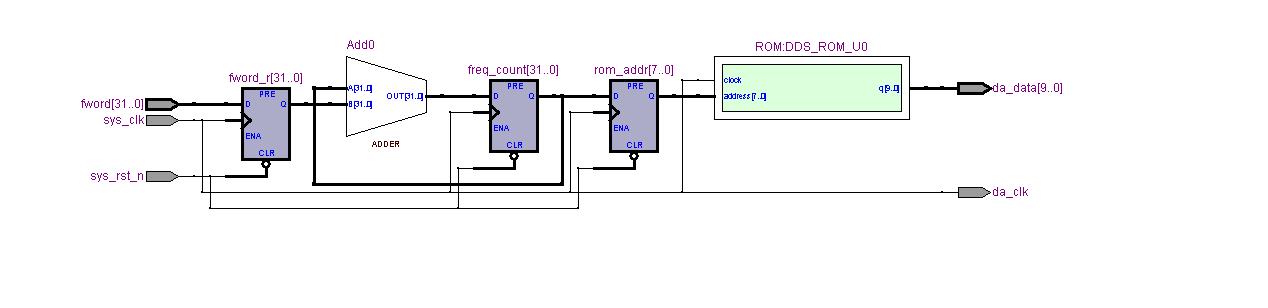 ROM:DDS_ROM_U0
Add0
fword_r[31..0]
freq_count[31..0]
rom_addr[7..0]
PRE
D
Q
ENA
CLR
A[31..0]
B[31..0]
OUT[31..0]
ADDER
PRE
D
Q
ENA
CLR
PRE
D
Q
ENA
CLR
clock
address[7..0]
q[9..0]
fword[31..0]
sys_clk
sys_rst_n
da_data[9..0]
da_clk